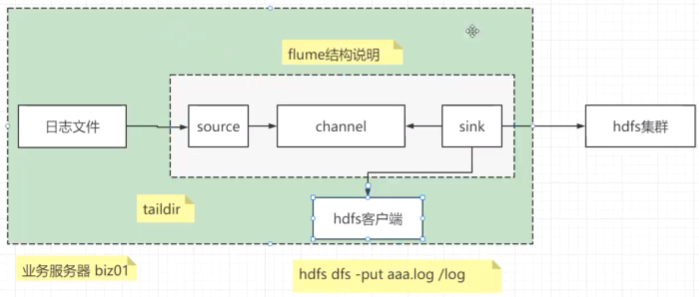 flume结构说明
日志文件
source
channel
sink
hdfs集群
taildir
hdfs客户端
业务服务器 biz01
hdfs dfs -put aaa.log /log